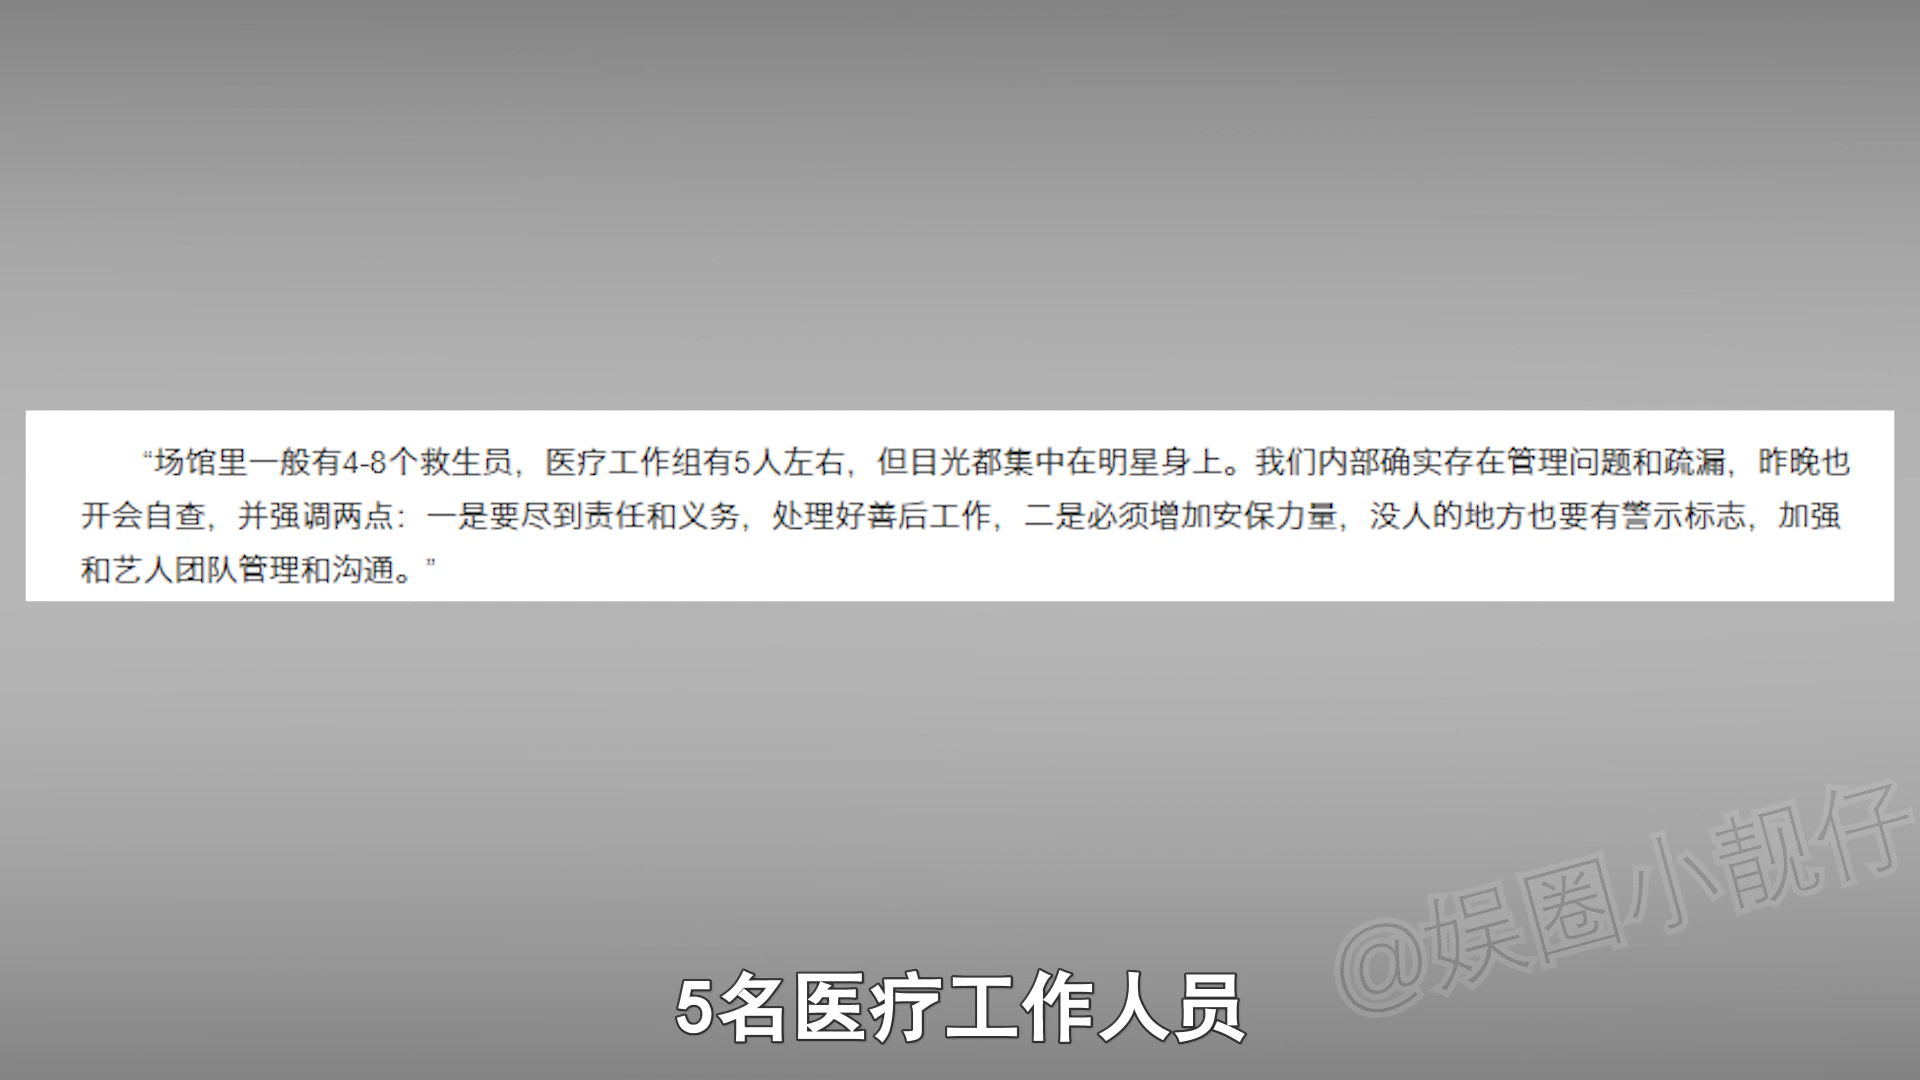 “场馆里一般有4-8个救生员，医疗工作组有5人左右，但目光都集中在明星身上。我们内部确实存在管理问题和疏漏，昨晚也
开会自查，并强调两点：一是要尽到责任和义务，处理好善后工作，二是必须增加安保力量，没人的地方也要有警示标志，加强
和艺人团队管理和沟通。”
@娱圈小靓仔
5名医疗工作人员